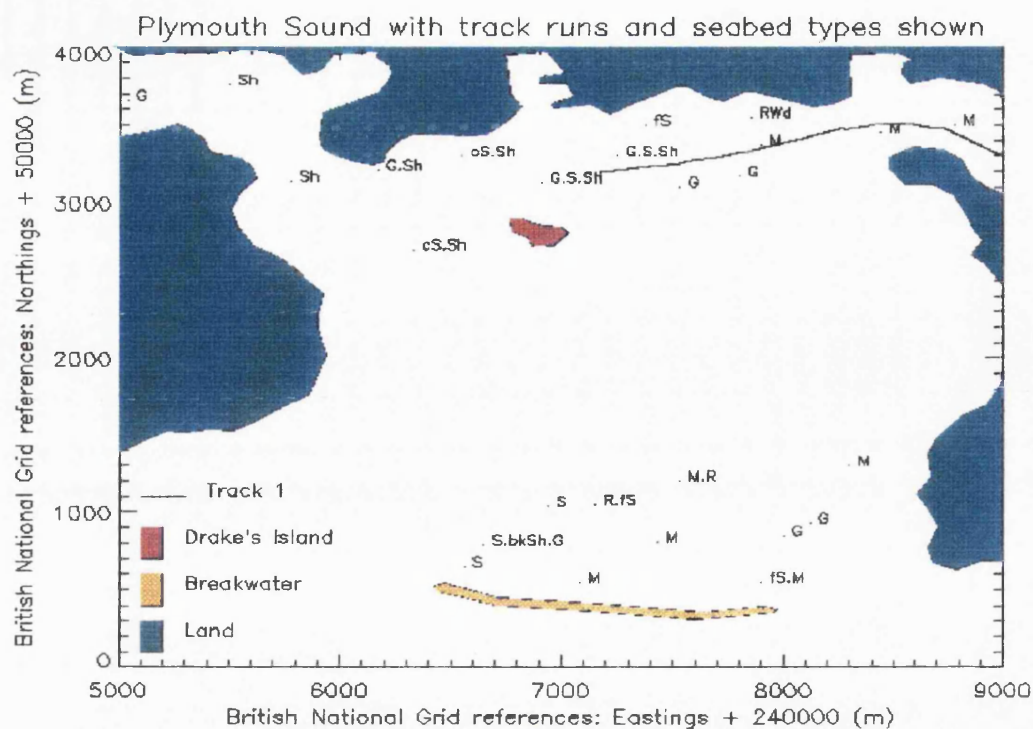 Plymouth Sound with track runs and seabed types shown
British National Grid references: Northings + 50000 (m)
4000
3000
2000
1000
0
Sh
G
fS
RWd
M
M
M
cS.Sh
G.S.Sh
G.Sh
Sh
G.S.Sh
G
G
cS.Sh
M
M.R
S
R.fS
G
G
S.bkSh.G
M
S
M
fS.M
Track 1
Drake's Island
Breakwater
Land
5000 6000 7000 8000 9000
British National Grid references: Eastings + 240000 (m)